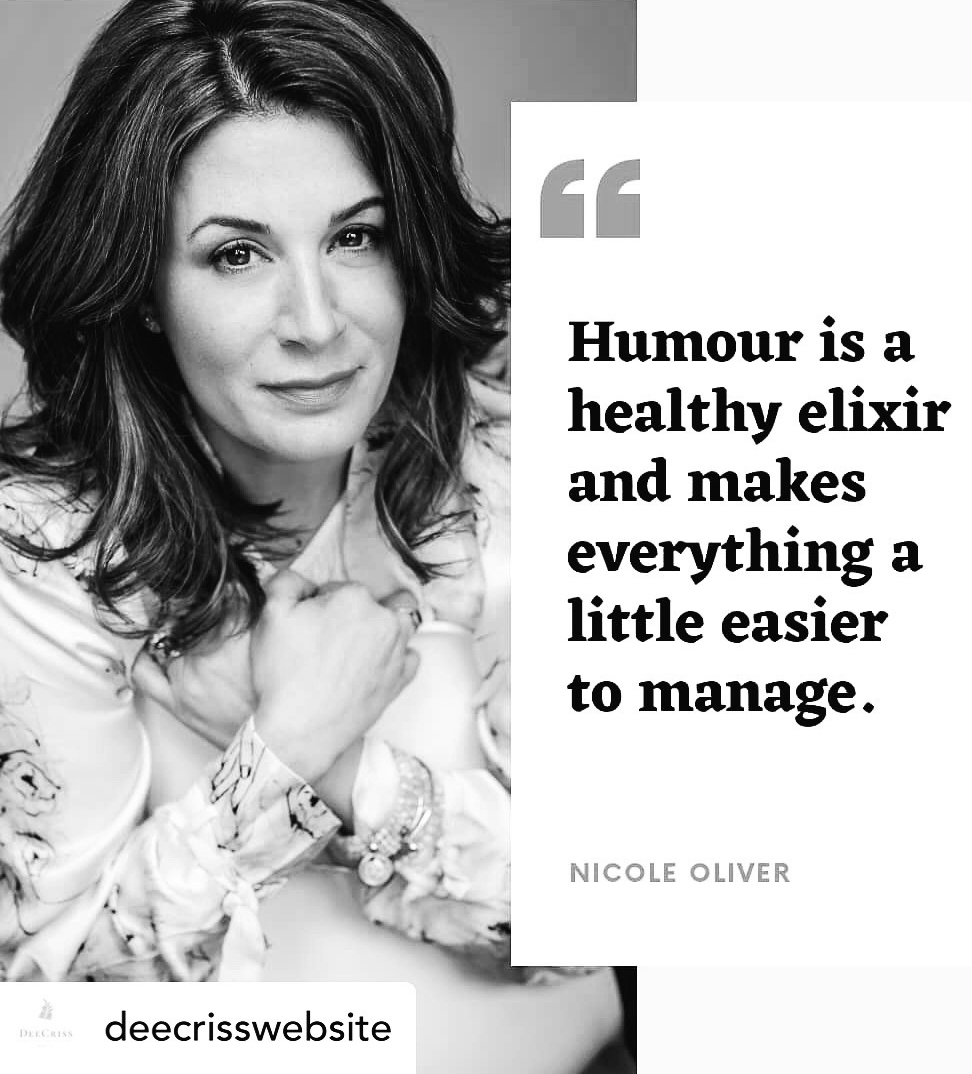 “
Humour is a
healthy elixir
and makes
everything a
little easier
to manage.
NICOLE OLIVER
DEECRISS
deecrisswebsite